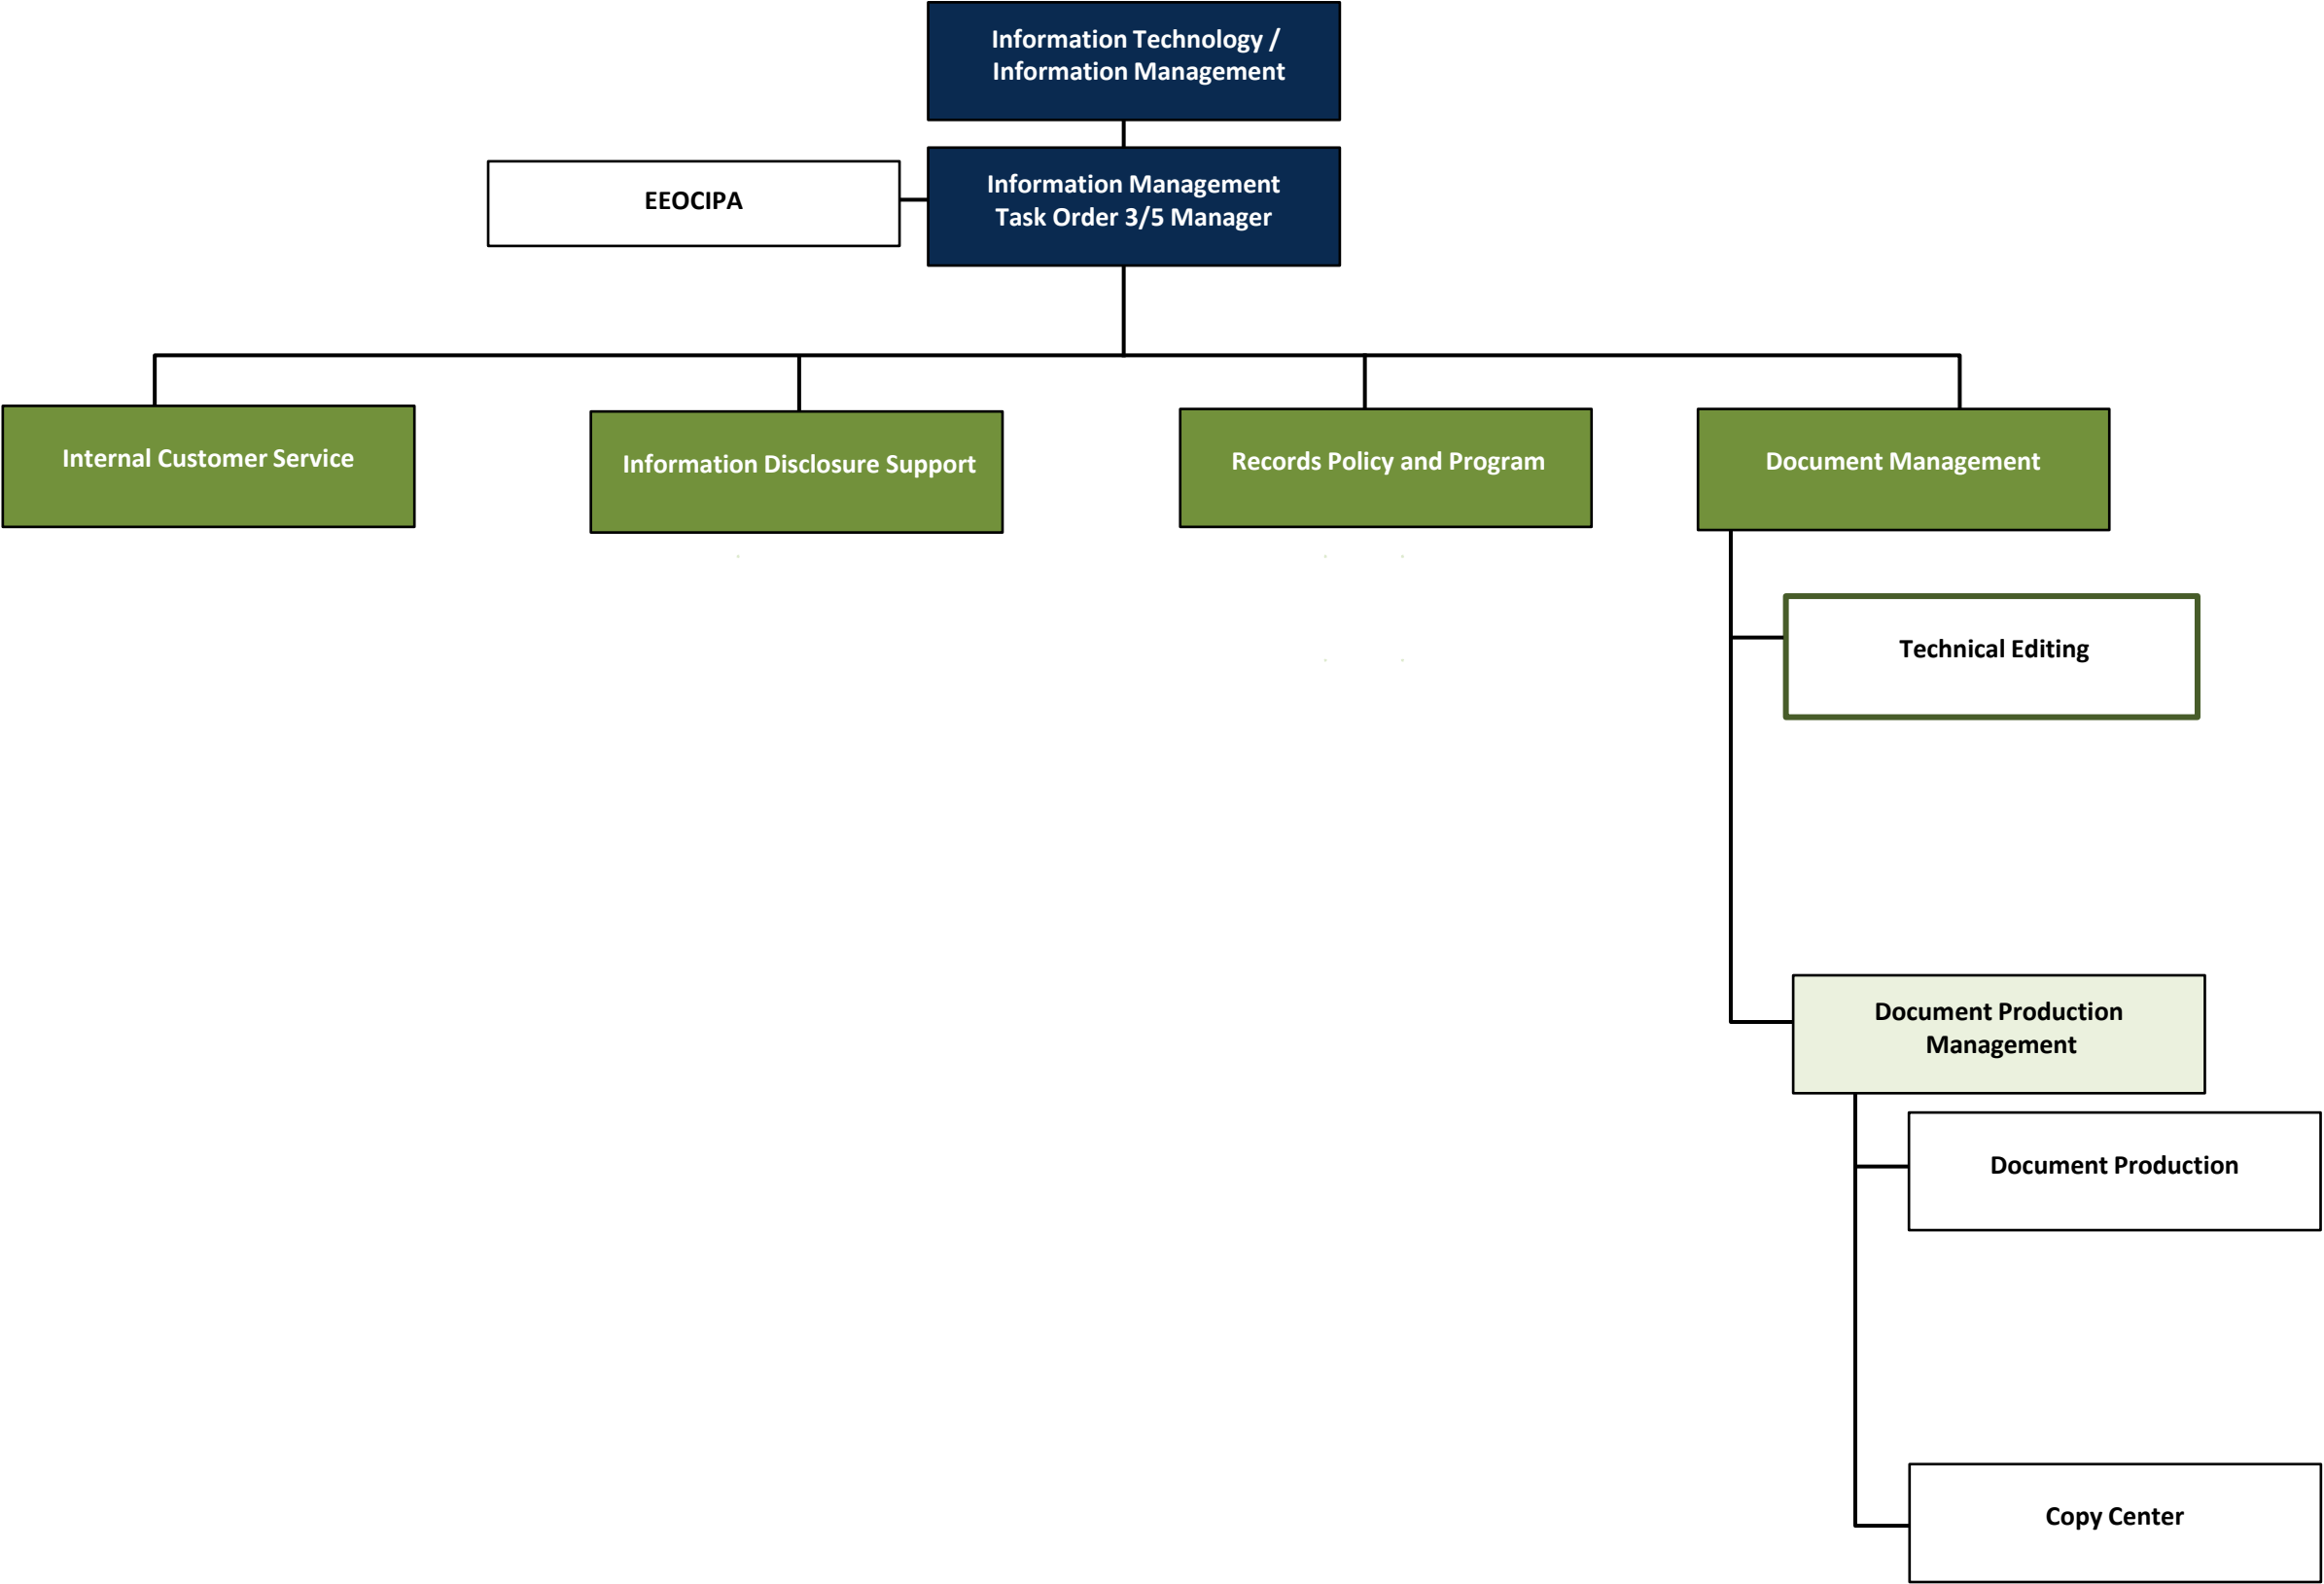 Information Technology /
Information Management
EEOCIPA
Information Management
Task Order 3/5 Manager
Internal Customer Service
Information Disclosure Support
Records Policy and Program
Document Management
Technical Editing
Document Production
Management
Document Production
Copy Center